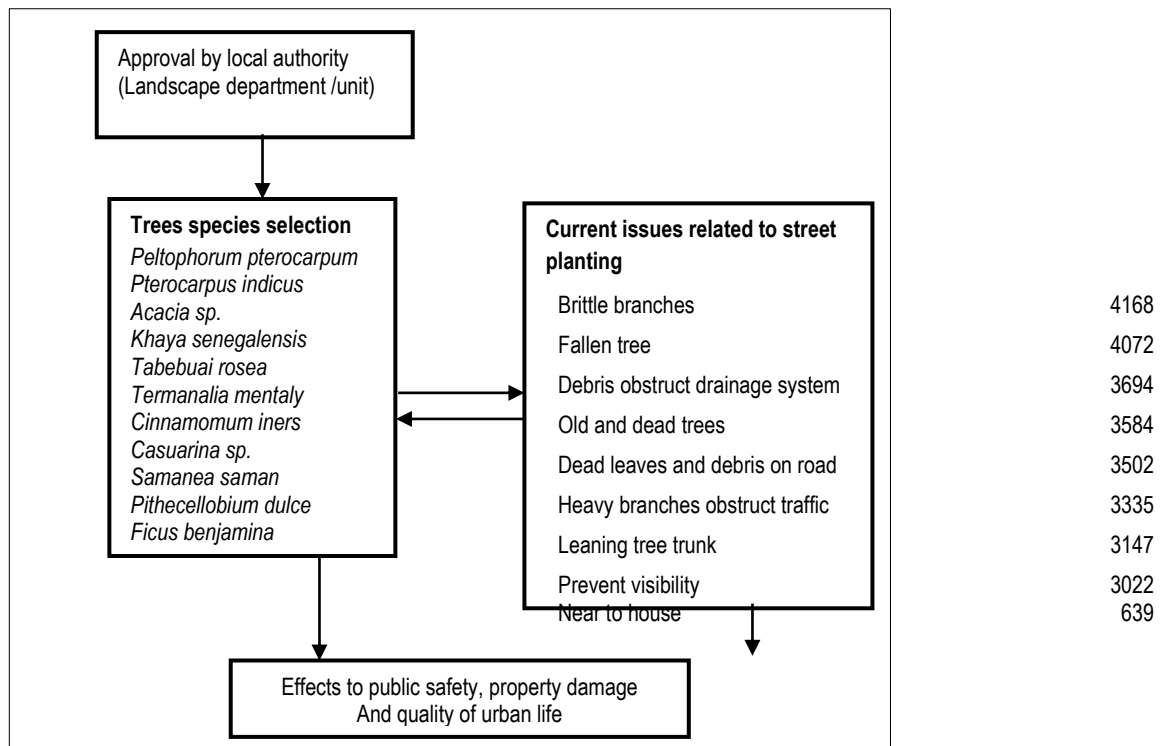 Approval by local authority
(Landscape department /unit)
Trees species selection
Peltophorum pterocarpum
Pterocarpus indicus
Acacia sp.
Khaya senegalensis
Tabebuai rosea
Termanalia mentaly
Cinnamomum iners
Casuarina sp.
Samanea saman
Pithecellobium dulce
Ficus benjamina
Current issues related to street
planting
Brittle branches 4168
Fallen tree 4072
Debris obstruct drainage system 3694
Old and dead trees 3584
Dead leaves and debris on road 3502
Heavy branches obstruct traffic 3335
Leaning tree trunk 3147
Prevent visibility 3022
Near to house 639
Effects to public safety, property damage
And quality of urban life